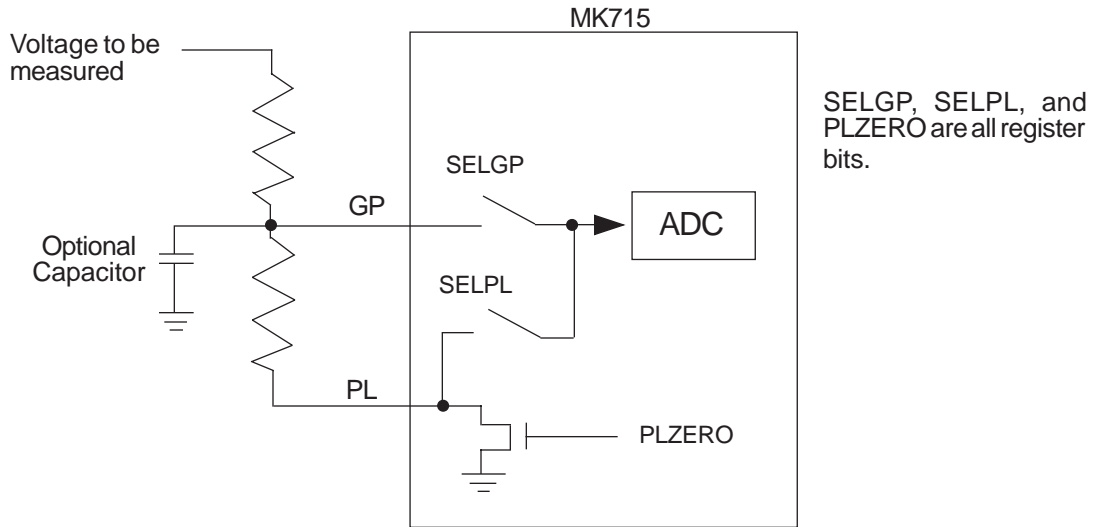 MK715
Voltage to be
measured
SELGP, SELPL, and
PLZERO are all register
bits.
SELGP
GP
ADC
Optional
Capacitor
SELPL
PL
PLZERO